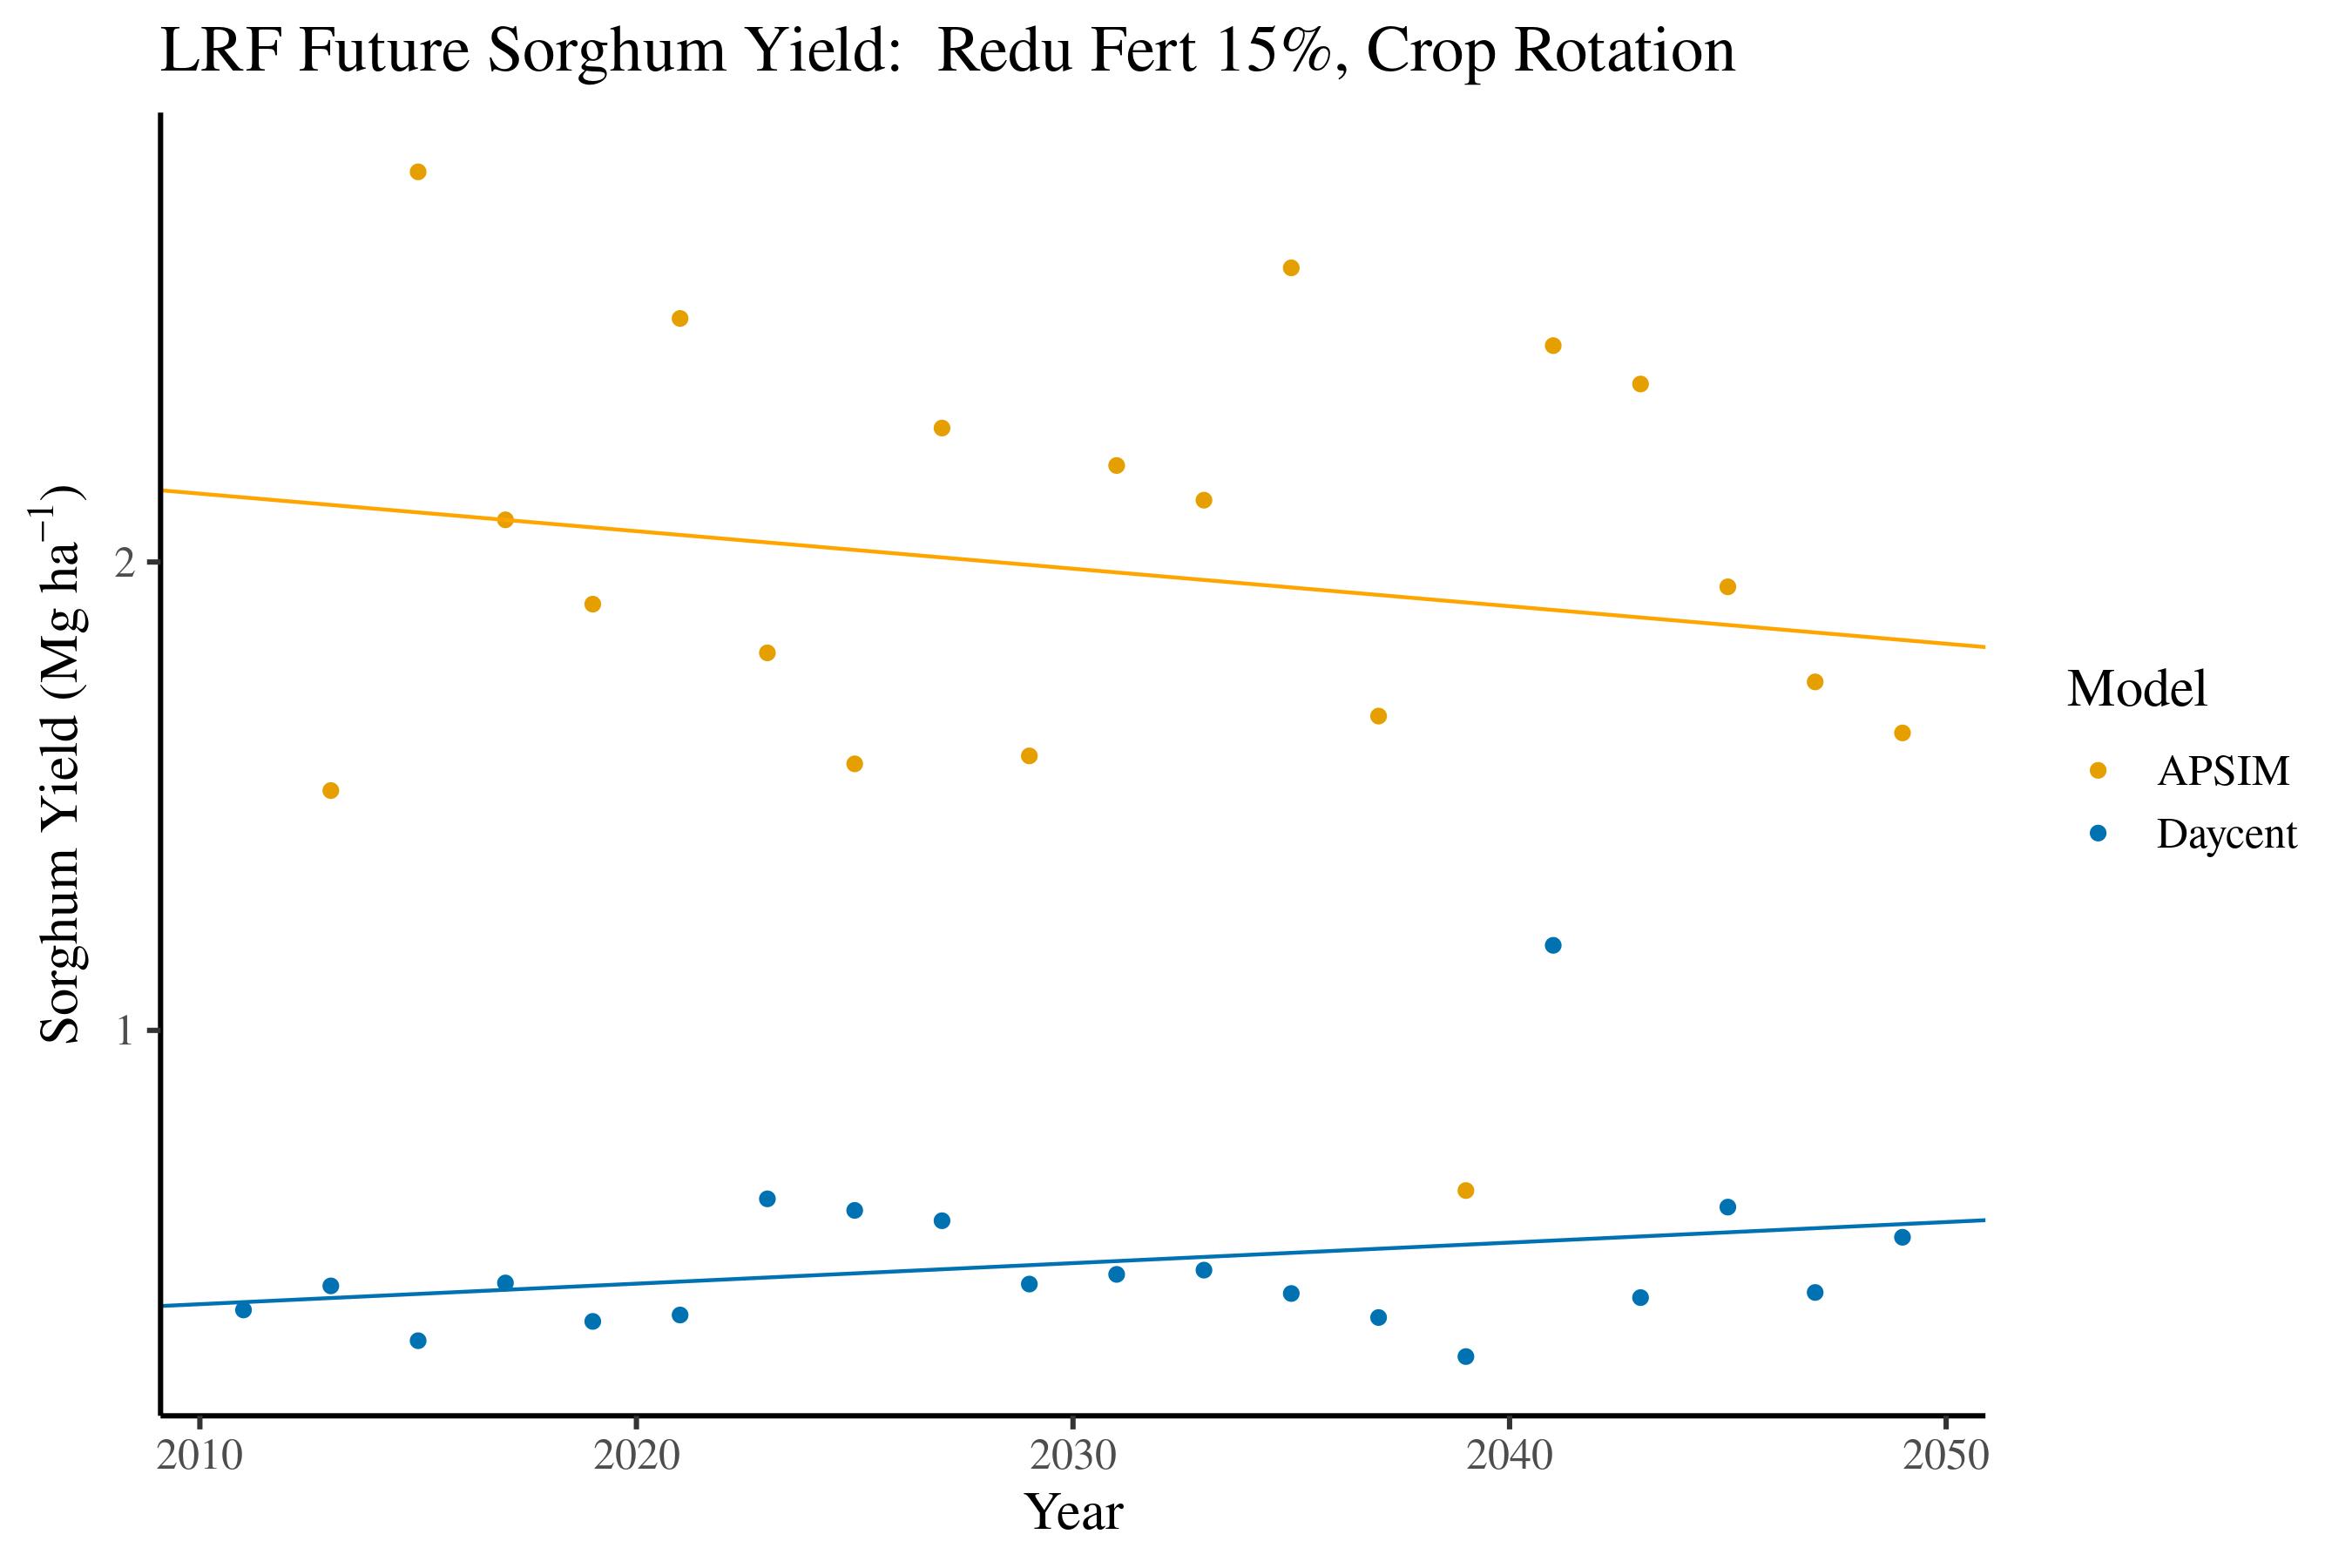 LRF Future Sorghum Yield:  Redu Fert 15%, Crop Rotation
Sorghum Yield (Mg ha⁻¹)
2
1
2010
2020
2030
2040
2050
Year
Model
APSIM
Daycent